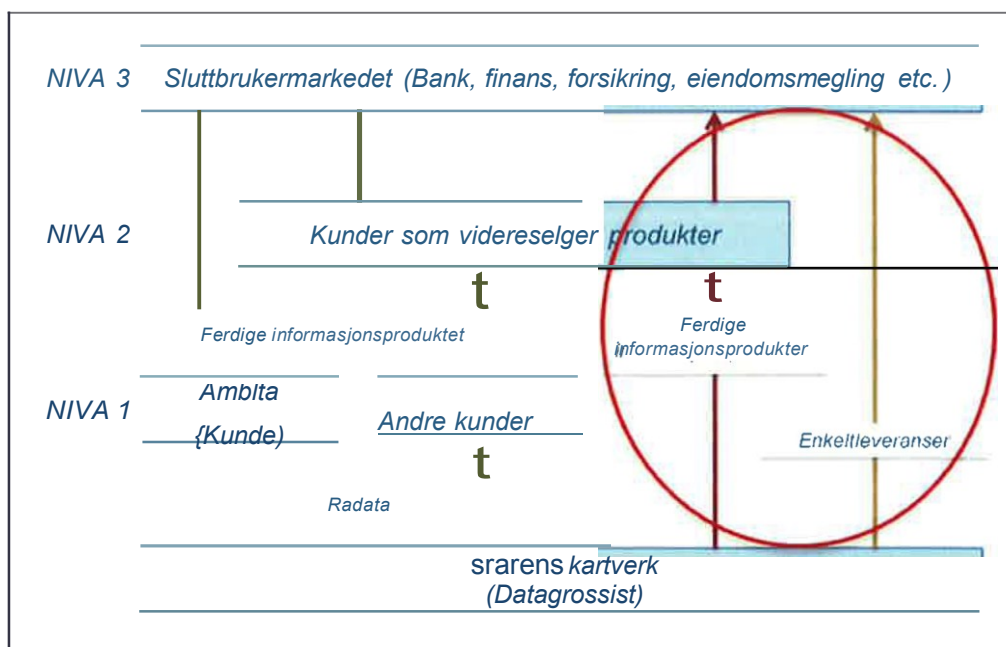 NIVA 3
Sluttbrukermarkedet (Bank, finans, forsikring, eiendomsmegling etc.)
NIVA 2
Kunder som videreselger produkter
t
t
Ferdige informasjonsproduktet
Ferdige
informasjonsprodukter
NIVA 1
Amblta
{Kunde)
Andre kunder
Enkeltleveranser
t
Radata
srarens kartverk
(Datagrossist)